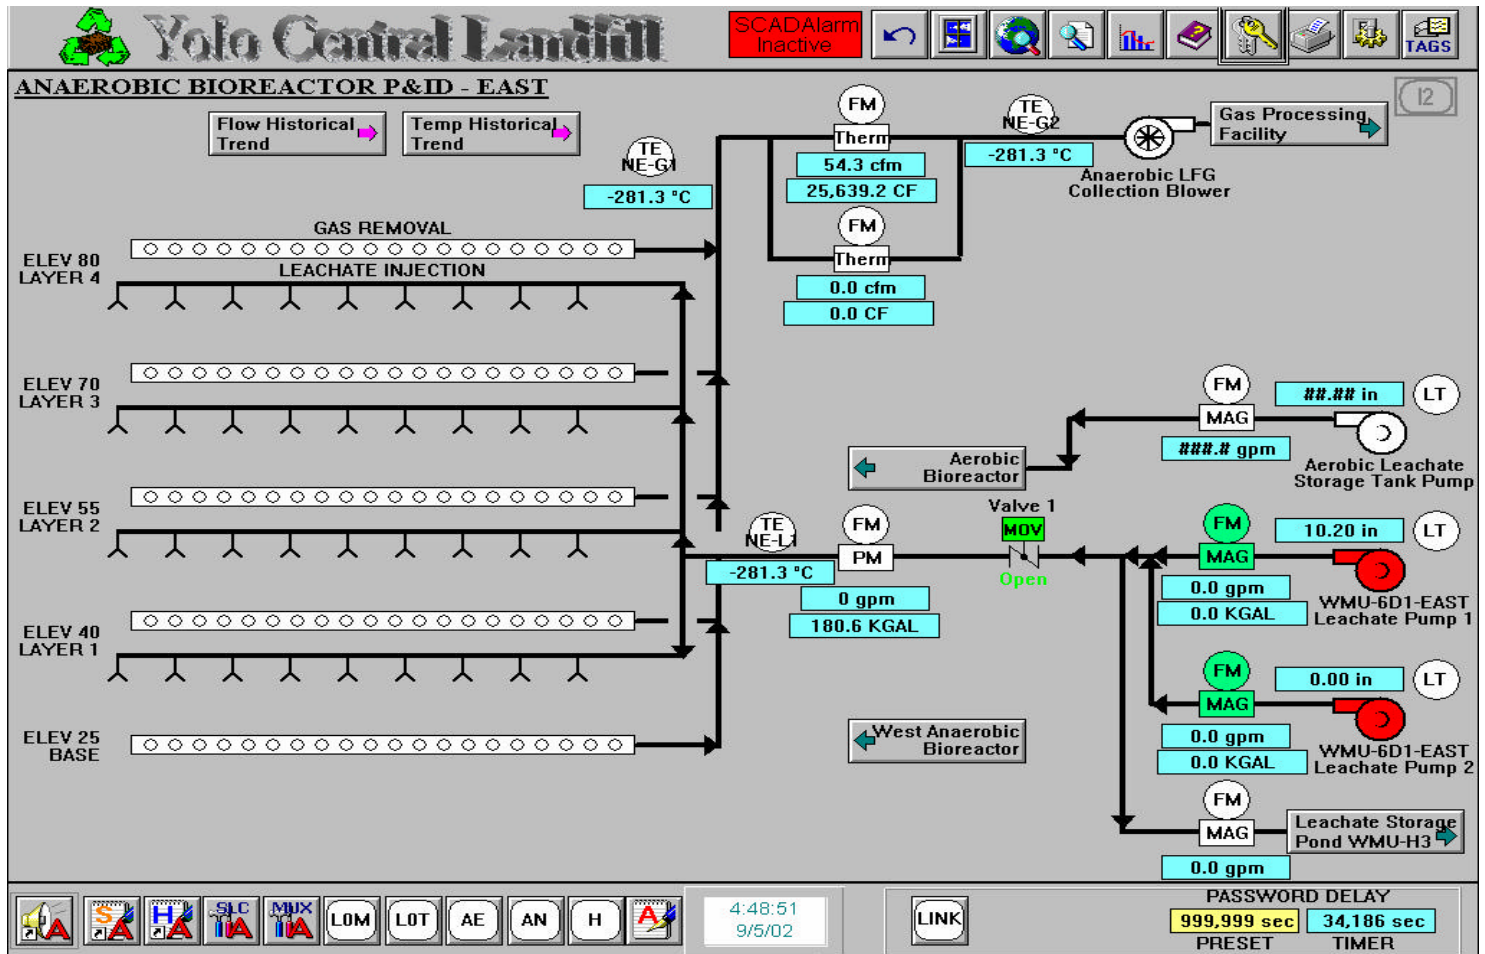 Yolo Central Landfill
SCADAlarm
Inactive
TAGS
ANAEROBIC BIOREACTOR P&ID - EAST
I2
Flow Historical
Trend
Temp Historical
Trend
TE
NE-G1
-281.3 °C
FM
Therm
54.3 cfm
25,639.2 CF
FM
Therm
0.0 cfm
0.0 CF
TE
NE-G2
-281.3 °C
Anaerobic LFG
Collection Blower
Gas Processing
Facility
GAS REMOVAL
ELEV 80
LAYER 4
LEACHATE INJECTION
ELEV 70
LAYER 3
ELEV 55
LAYER 2
ELEV 40
LAYER 1
ELEV 25
BASE
FM
MAG
###.# gpm
##.## in
LT
Aerobic Leachate
Storage Tank Pump
Aerobic
Bioreactor
TE
NE-L1
-281.3 °C
FM
PM
0 gpm
180.6 KGAL
Valve 1
MOV
Open
FM
MAG
0.0 gpm
0.0 KGAL
10.20 in
LT
WMU-6D1-EAST
Leachate Pump 1
FM
MAG
0.0 gpm
0.0 KGAL
0.00 in
LT
WMU-6D1-EAST
Leachate Pump 2
West Anaerobic
Bioreactor
FM
MAG
0.0 gpm
Leachate Storage
Pond WMU-H3
A
S A
H A
SLC A
MUX A
LOM
LOT
AE
AN
H
A
4:48:51
9/5/02
LINK
PASSWORD DELAY
999,999 sec 34,186 sec
PRESET TIMER